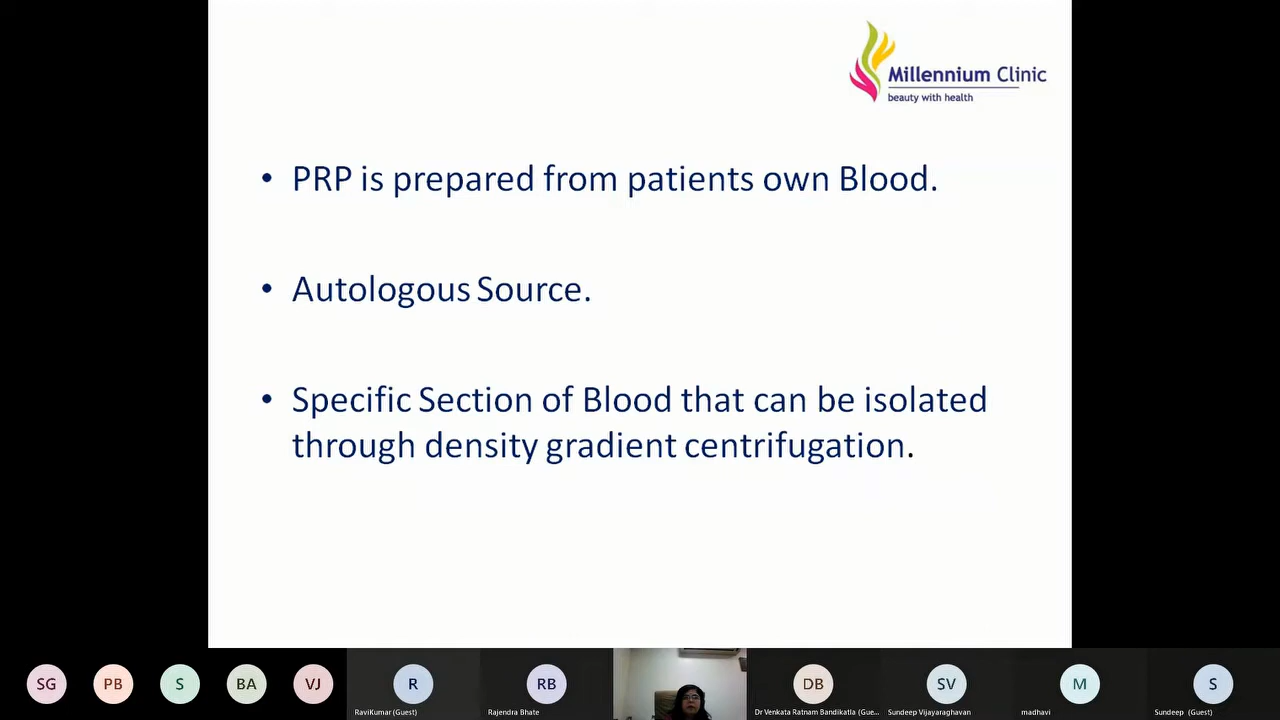 Millennium Clinic
beauty with health
• PRP is prepared from patients own Blood.
• Autologous Source.
• Specific Section of Blood that can be isolated
through density gradient centrifugation.
SG
PB
S
BA
VJ
R
RB
DB
SV
M
S
RaviKumar (Guest)
Rajendra Bhate
Dr Venkata Ratnam Bandikatla (Gue...
Sundeep Vijayaraghavan
madhavi
Sundeep (Guest)